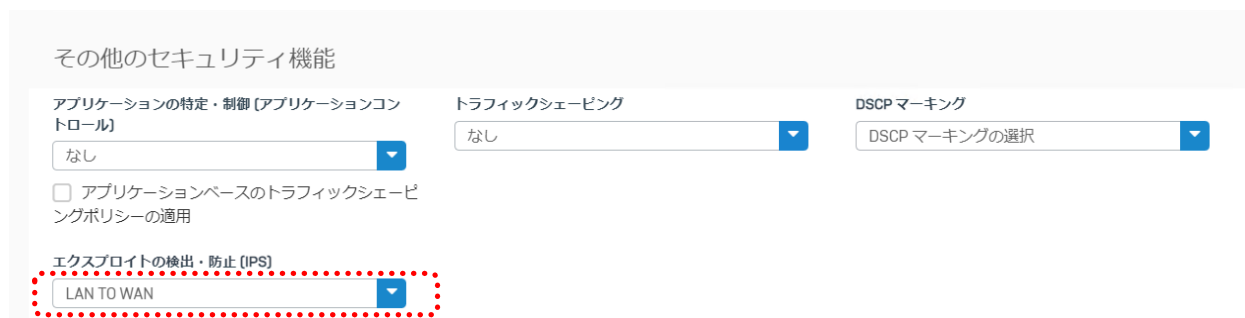 その他のセキュリティ機能
アプリケーションの特定・制御 (アプリケーションコン
トロール)
なし
アプリケーションベースのトラフィックシェーピ
ングポリシーの適用
エクスプロイトの検出・防止 (IPS)
LAN TO WAN
トラフィックシェーピング
なし
DSCP マーキング
DSCP マーキングの選択